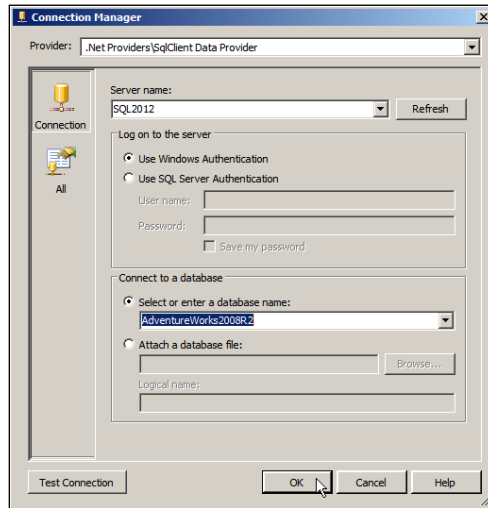 Connection Manager
X
Provider: .Net Providers\SqlClient Data Provider
Connection
All
Server name:
SQL2012 Refresh
Log on to the server
Use Windows Authentication
Use SQL Server Authentication
User name:
Password:
Save my password
Connect to a database
Select or enter a database name:
AdventureWorks2008R2
Attach a database file:
Browse...
Logical name:
Test Connection OK Cancel Help